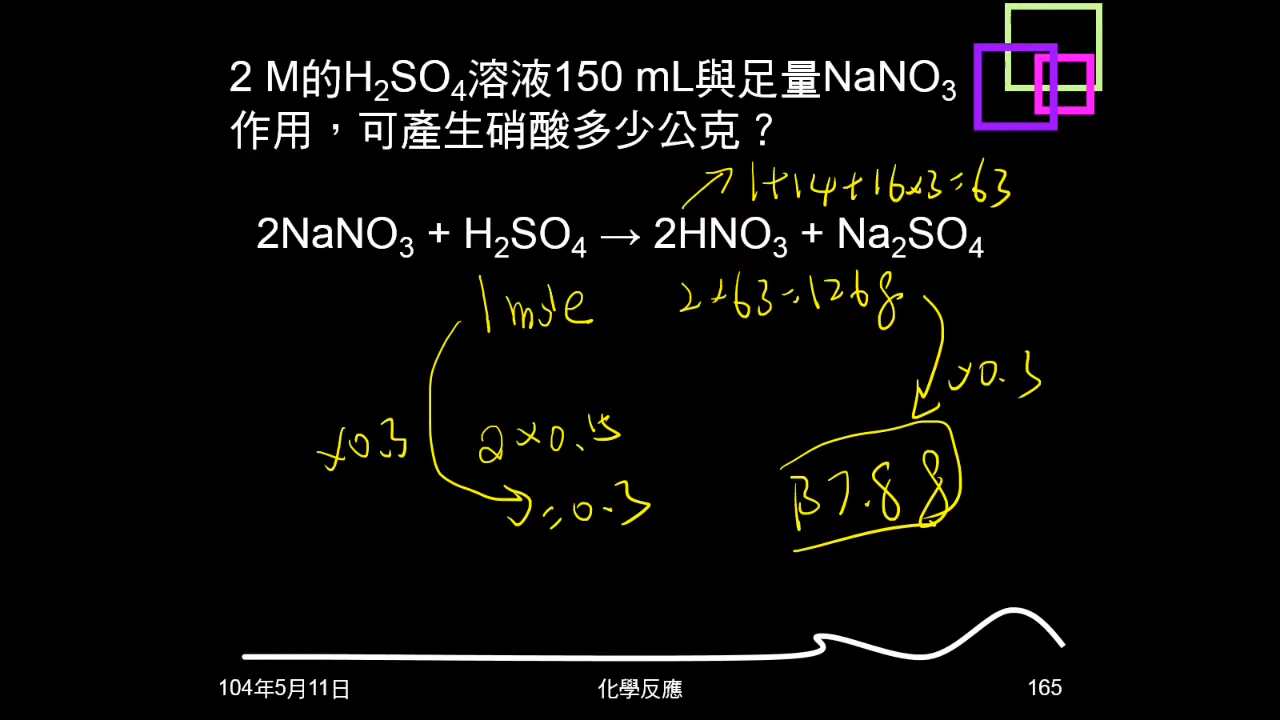 2 M的H₂SO₄溶液150 mL與足量NaNO₃
作用，可產生硝酸多少公克？
1+14+16×3=63
2NaNO₃ + H₂SO₄ → 2HNO₃ + Na₂SO₄
1 mole
2×63=126g
×0.3
×0.3
2×0.15
=0.3
37.8g
104年5月11日
化學反應
165